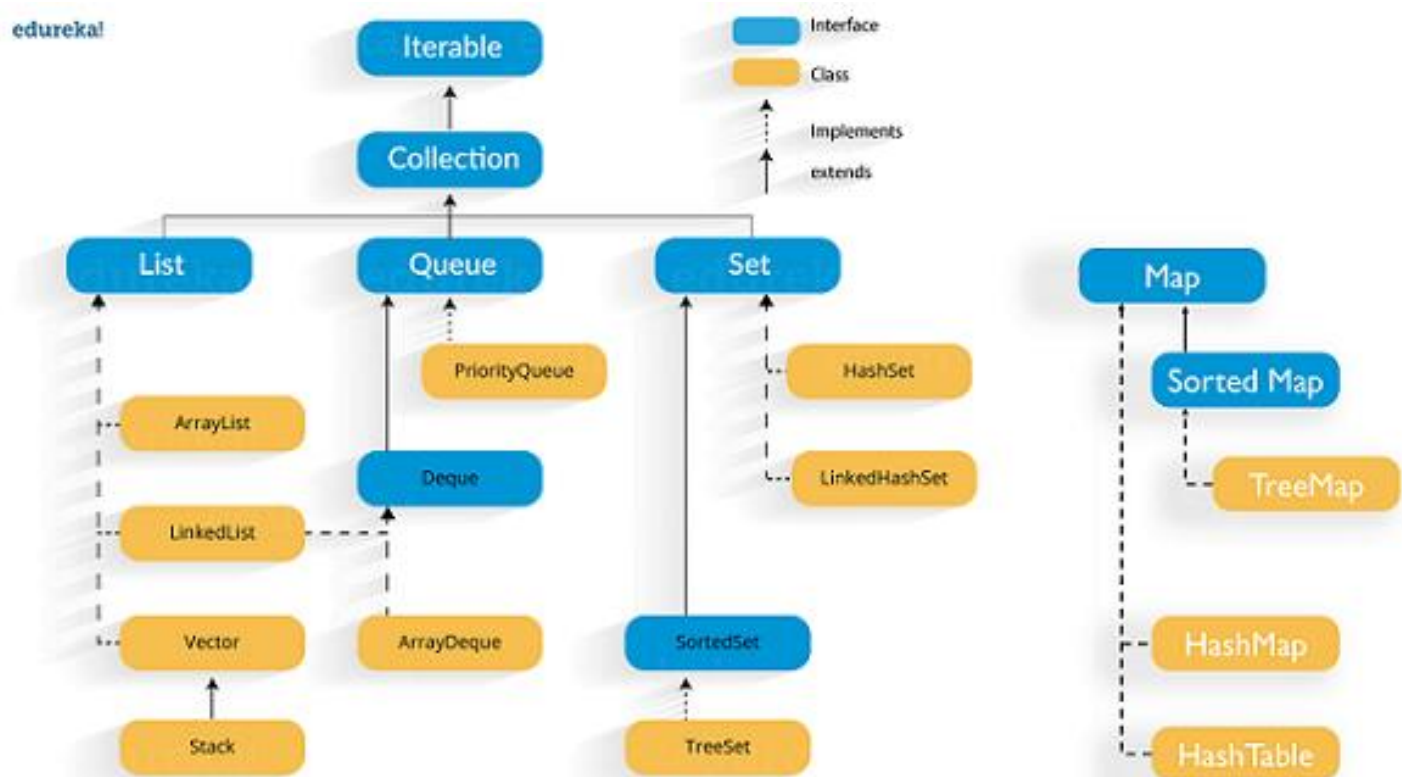 edureka!
Iterable
Interface
Class
Collection
Implements
extends
List
Queue
Set
Map
PriorityQueue
HashSet
Sorted Map
ArrayList
Deque
LinkedHashSet
TreeMap
LinkedList
Vector
ArrayDeque
SortedSet
HashMap
Stack
TreeSet
HashTable